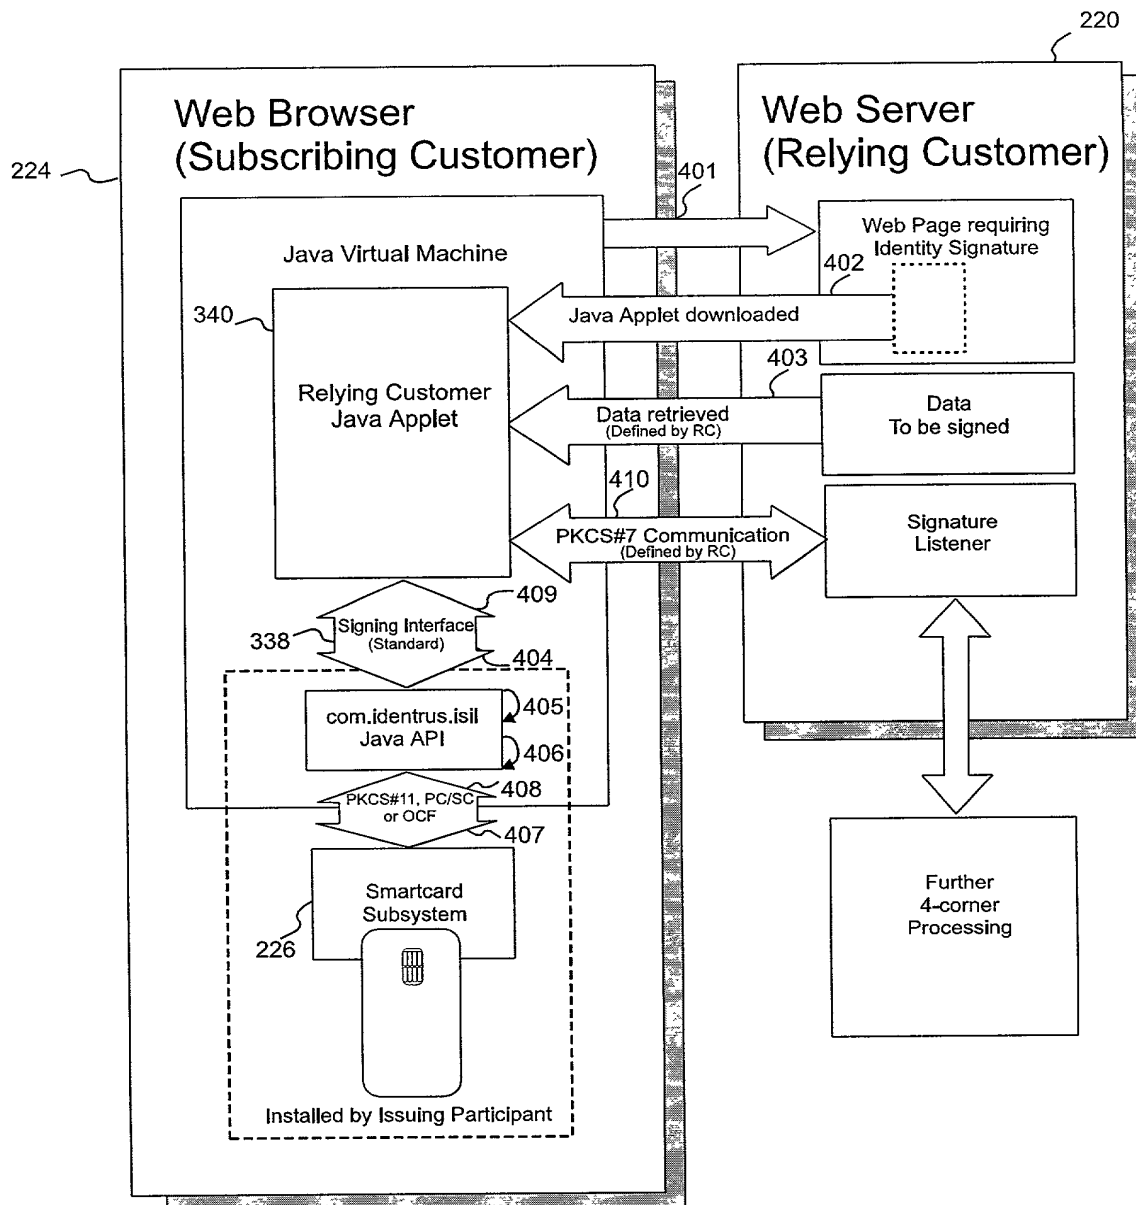 220
Web Browser
(Subscribing Customer)
Web Server
(Relying Customer)
224
401
Java Virtual Machine
Web Page requiring
Identity Signature
402
340
Java Applet downloaded
403
Relying Customer
Java Applet
Data retrieved
(Defined by RC)
Data
To be signed
410
PKCS#7 Communication
(Defined by RC)
Signature
Listener
409
338
Signing Interface
(Standard)
404
com.identrus.isil
Java API
405
406
408
PKCS#11, PC/SC
or OCF
407
Smartcard
Subsystem
226
Further
4-corner
Processing
Installed by Issuing Participant